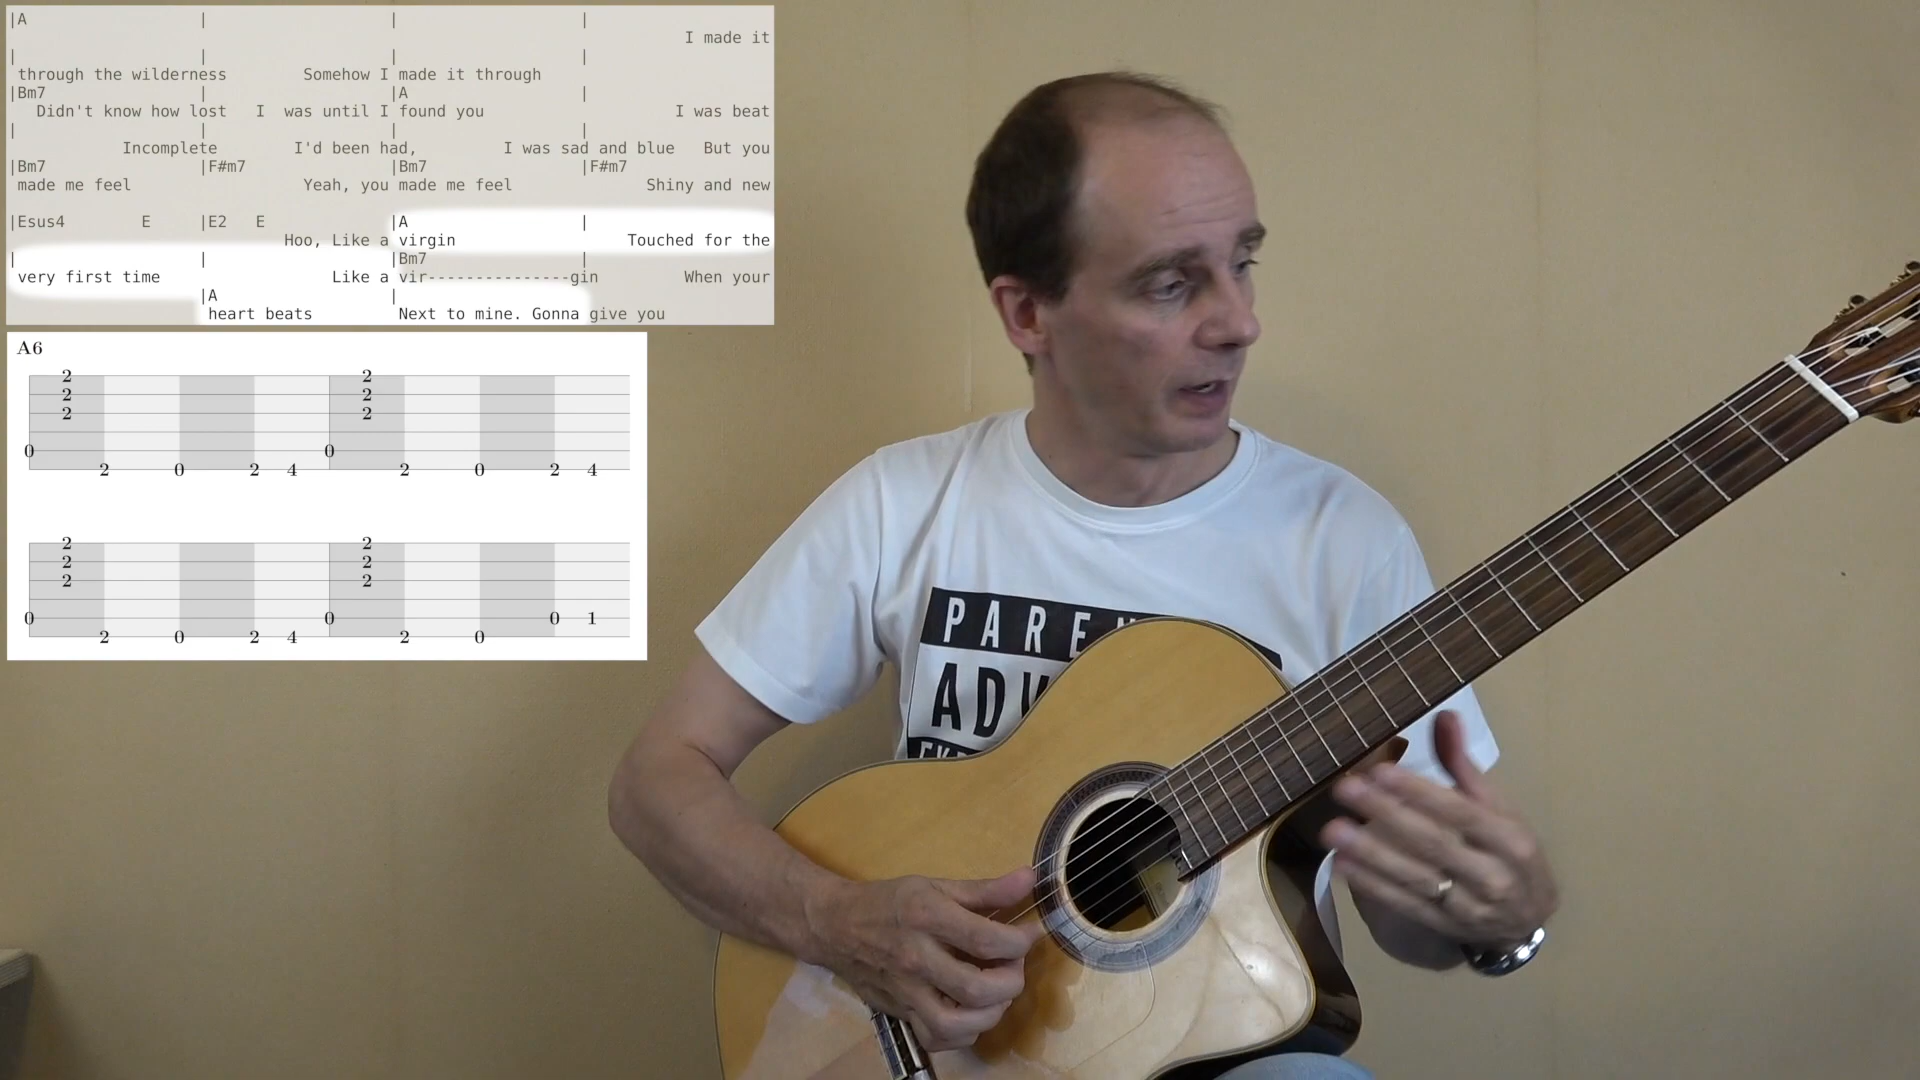 |A | | |
I made it
| | | |
through the wilderness Somehow I made it through
|Bm7 | |A |
Didn't know how lost I was until I found you I was beat
| | | |
Incomplete I'd been had, I was sad and blue But you
|Bm7 |F#m7 |Bm7 |F#m7
made me feel Yeah, you made me feel Shiny and new
|Esus4 E |E2 E |A |
Hoo, Like a virgin Touched for the
| | |Bm7 |
very first time Like a vir---------------gin When your
|A |
heart beats Next to mine. Gonna give you
A6
2 2
2 2
2 2
0 0
2 0 2 4 2 0 2 4
2 2
2 2
2 2
0 0 0 1
2 0 2 4 2 0
PARE
ADV